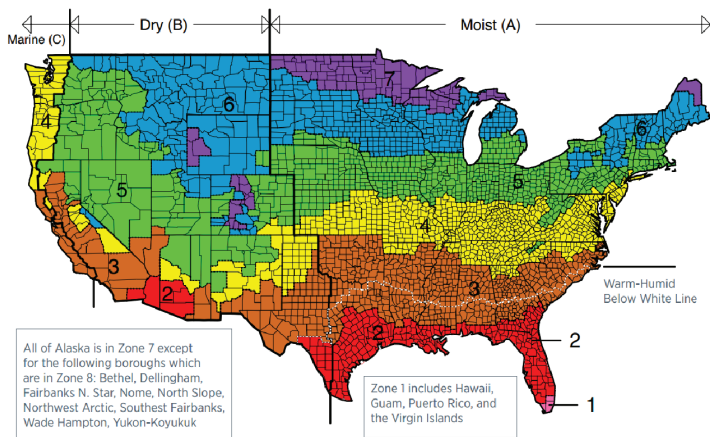 Marine (C)
Dry (B)
Moist (A)
4
4
5
6
7
6
5
4
3
2
3
2
Warm-Humid
Below White Line
2
1
All of Alaska is in Zone 7 except
for the following boroughs which
are in Zone 8: Bethel, Dellingham,
Fairbanks N. Star, Nome, North Slope,
Northwest Arctic, Southest Fairbanks,
Wade Hampton, Yukon-Koyukuk
Zone 1 includes Hawaii,
Guam, Puerto Rico, and
the Virgin Islands